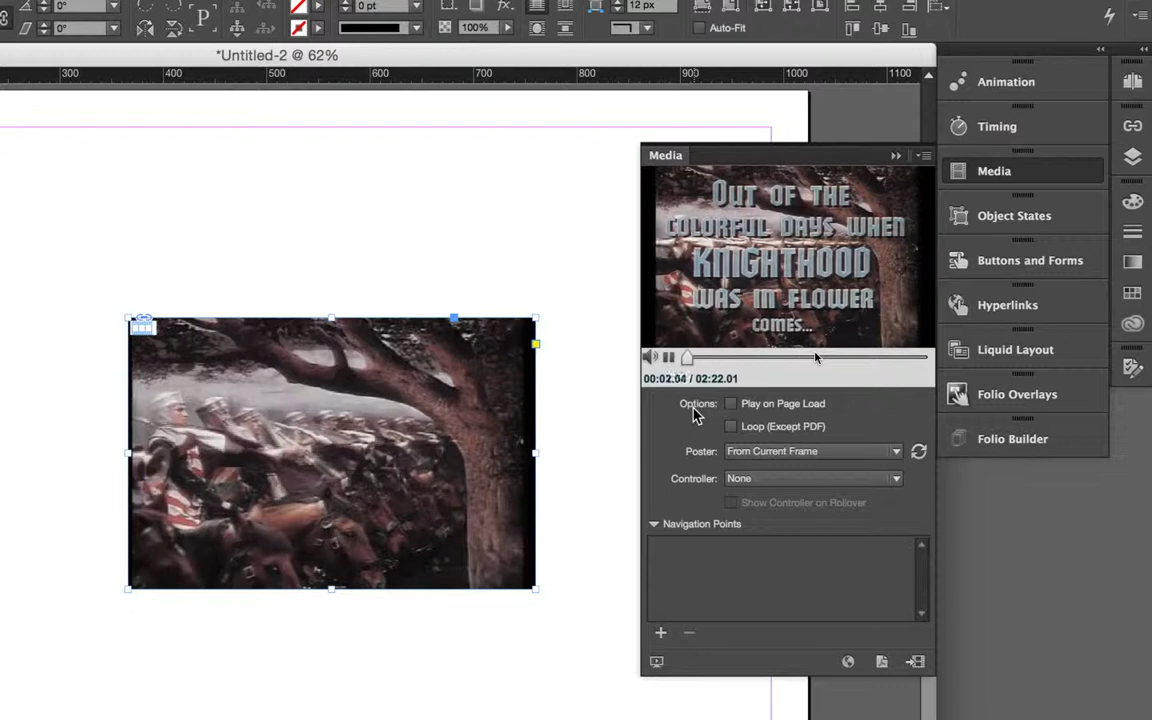 0°
0 pt
12 px
0°
P
100%
Auto-Fit
*Untitled-2 @ 62%
300
400
500
600
700
800
900
1000
1100
Animation
Timing
Media
Object States
Buttons and Forms
Hyperlinks
Liquid Layout
Folio Overlays
Folio Builder
Media
Out of the
colorful days when
KNIGHTHOOD
was in flower
comes...
00:02.04 / 02:22.01
Options:
Play on Page Load
Loop (Except PDF)
Poster:
From Current Frame
Controller:
None
Show Controller on Rollover
Navigation Points